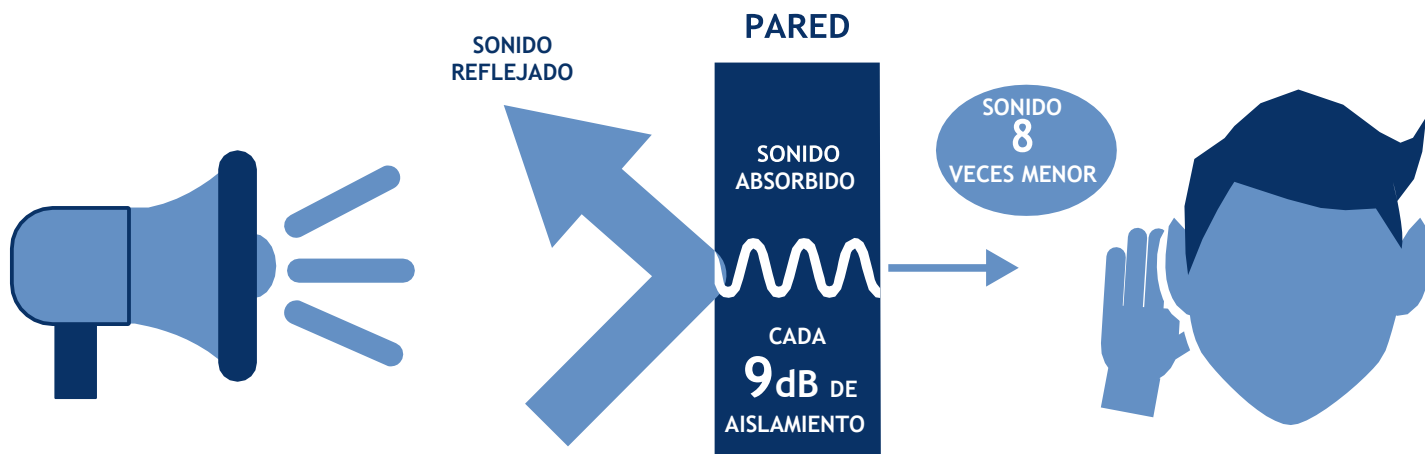 SONIDO
REFLEJADO
PARED
SONIDO
ABSORBIDO
CADA
9dB DE
AISLAMIENTO
SONIDO
8
VECES MENOR